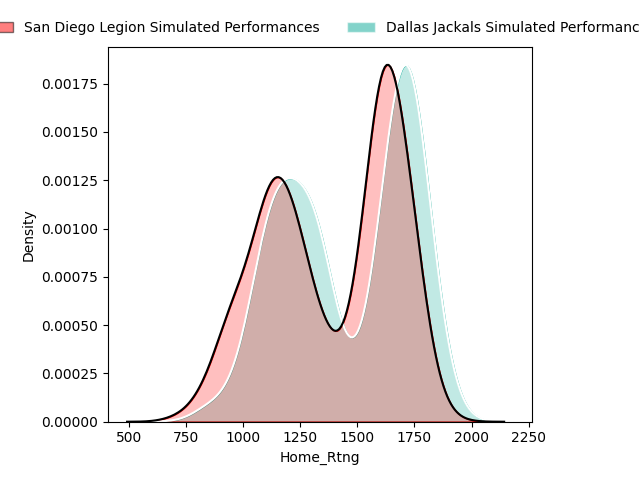 San Diego Legion Simulated Performances
Dallas Jackals Simulated Performanc
0.00175
0.00150
0.00125
0.00100
0.00075
0.00050
0.00025
0.00000
Density
500 750 1000 1250 1500 1750 2000 2250
Home_Rtng